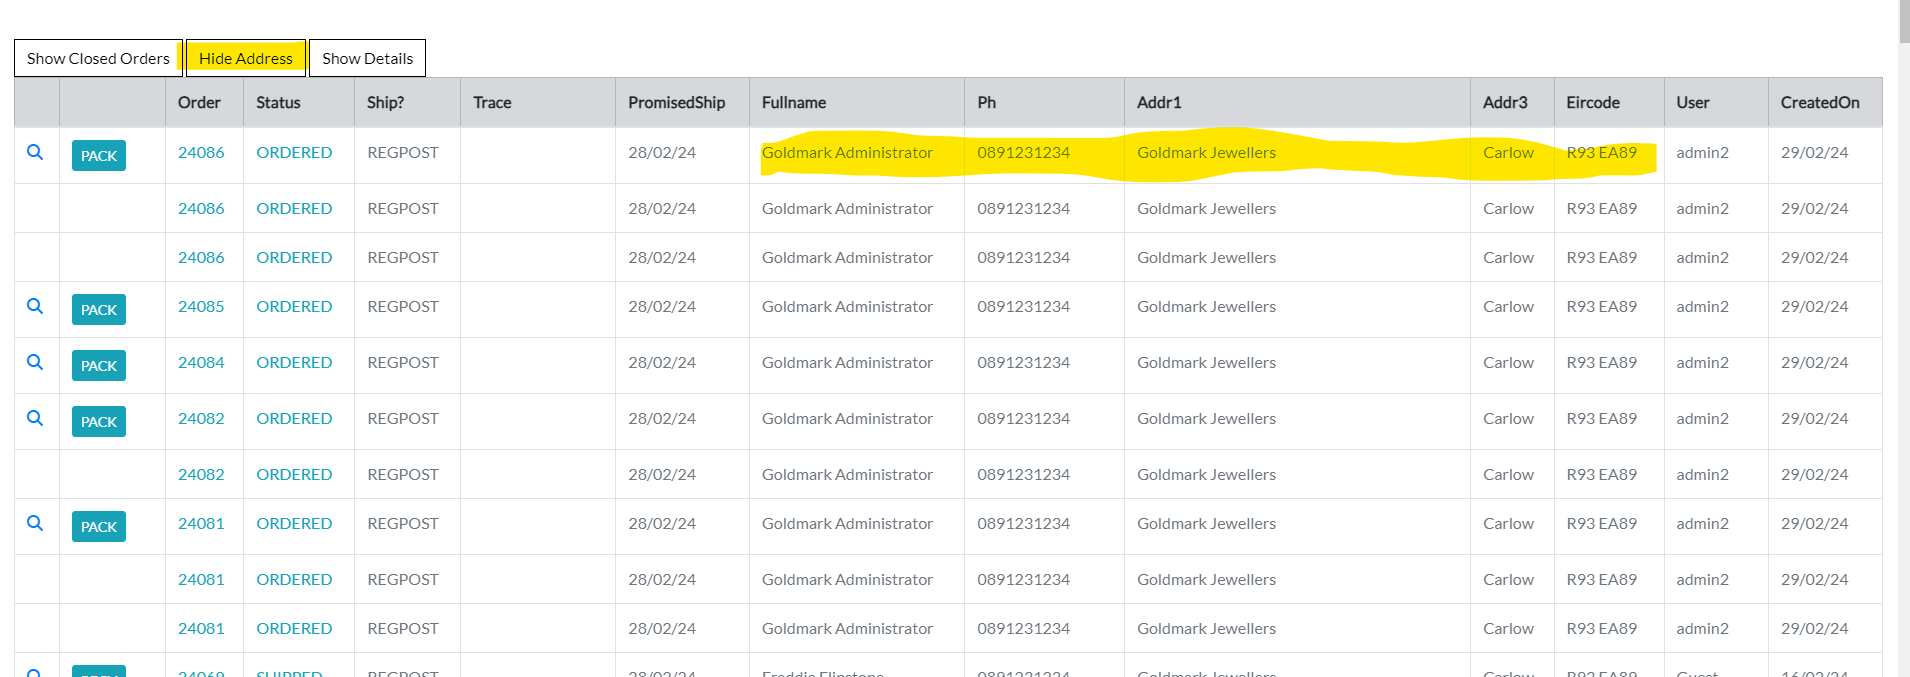 Show Closed Orders Hide Address Show Details
Order Status Ship? Trace PromisedShip Fullname Ph Addr1 Addr3 Eircode User CreatedOn
PACK 24086 ORDERED REGPOST 28/02/24 Goldmark Administrator 0891231234 Goldmark Jewellers Carlow R93 EA89 admin2 29/02/24
24086 ORDERED REGPOST 28/02/24 Goldmark Administrator 0891231234 Goldmark Jewellers Carlow R93 EA89 admin2 29/02/24
24086 ORDERED REGPOST 28/02/24 Goldmark Administrator 0891231234 Goldmark Jewellers Carlow R93 EA89 admin2 29/02/24
PACK 24085 ORDERED REGPOST 28/02/24 Goldmark Administrator 0891231234 Goldmark Jewellers Carlow R93 EA89 admin2 29/02/24
PACK 24084 ORDERED REGPOST 28/02/24 Goldmark Administrator 0891231234 Goldmark Jewellers Carlow R93 EA89 admin2 29/02/24
PACK 24082 ORDERED REGPOST 28/02/24 Goldmark Administrator 0891231234 Goldmark Jewellers Carlow R93 EA89 admin2 29/02/24
24082 ORDERED REGPOST 28/02/24 Goldmark Administrator 0891231234 Goldmark Jewellers Carlow R93 EA89 admin2 29/02/24
PACK 24081 ORDERED REGPOST 28/02/24 Goldmark Administrator 0891231234 Goldmark Jewellers Carlow R93 EA89 admin2 29/02/24
24081 ORDERED REGPOST 28/02/24 Goldmark Administrator 0891231234 Goldmark Jewellers Carlow R93 EA89 admin2 29/02/24
24081 ORDERED REGPOST 28/02/24 Goldmark Administrator 0891231234 Goldmark Jewellers Carlow R93 EA89 admin2 29/02/24
SHIPPED REGPOST 28/02/24 Goldmark Jewellers Carlow R93 EA89 Guest 16/02/24